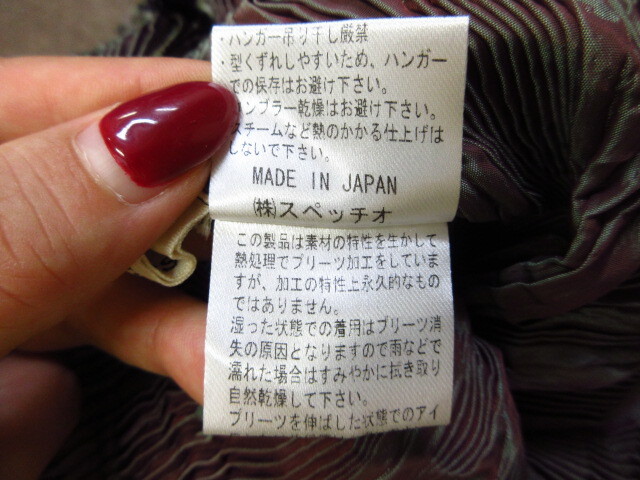 ・ハンガー吊り干し厳禁
・型くずれしやすいため、ハンガー
での保存はお避け下さい。
ンブラー乾燥はお避け下さい。
スチームなど熱のかかる仕上げは
しないで下さい。
MADE IN JAPAN
㈱スペッチオ
この製品は素材の特性を生かして
熱処理でプリーツ加工をしていま
すが、加工の特性上永久的なもの
ではありません。
湿った状態での着用はプリーツ消
失の原因となりますので雨などで
濡れた場合はすみやかに拭き取り
自然乾燥して下さい。
プリーツを伸ばした状態でのアイ